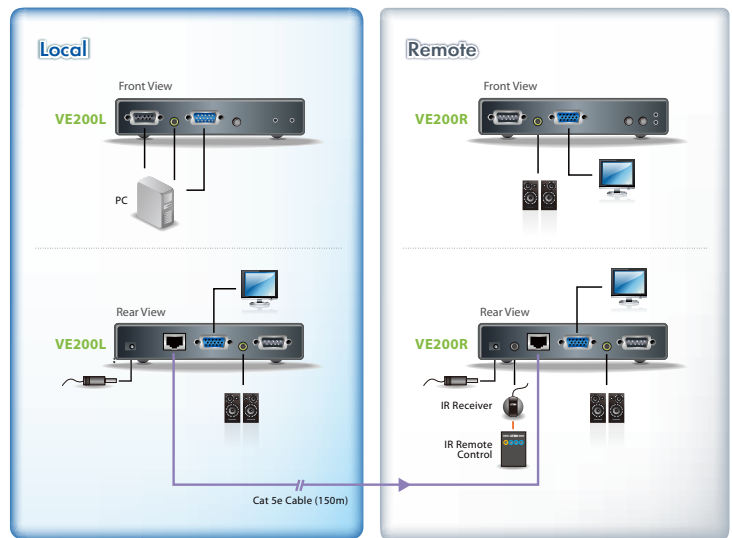 Local
Front View
VE200L
PC
Rear View
VE200L
Remote
Front View
VE200R
Rear View
VE200R
IR Receiver
IR Remote
Control
Cat 5e Cable (150m)